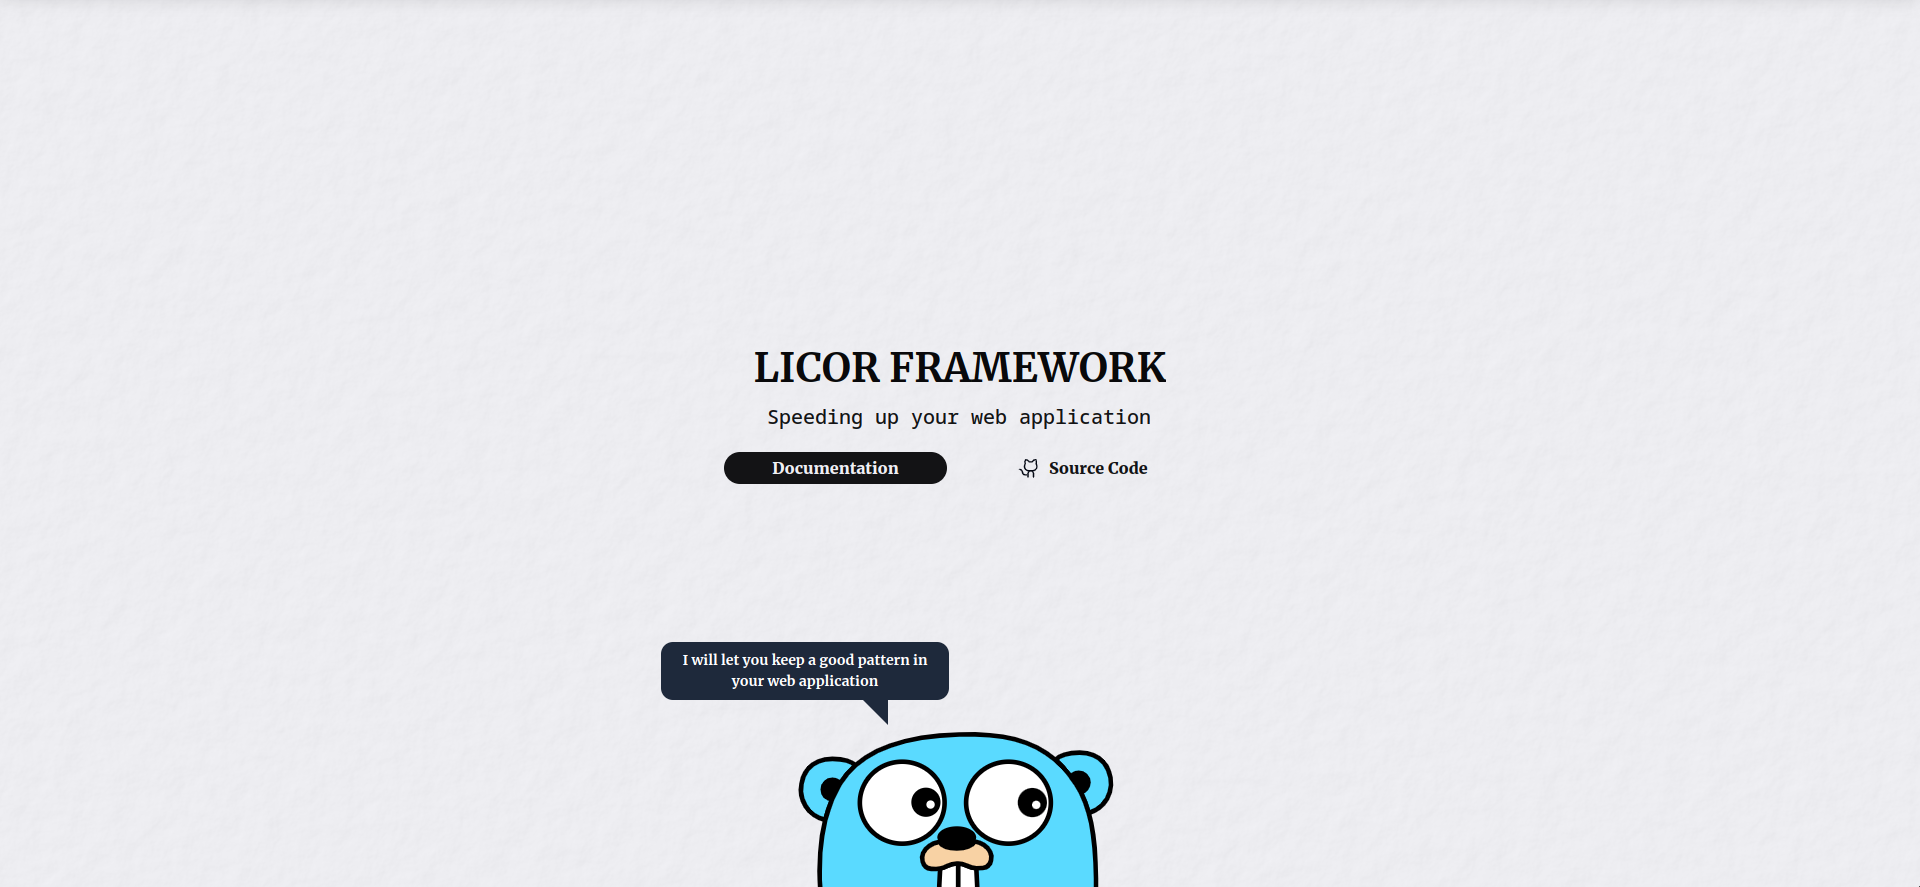 LICOR FRAMEWORK
Speeding up your web application
Documentation
Source Code
I will let you keep a good pattern in
your web application